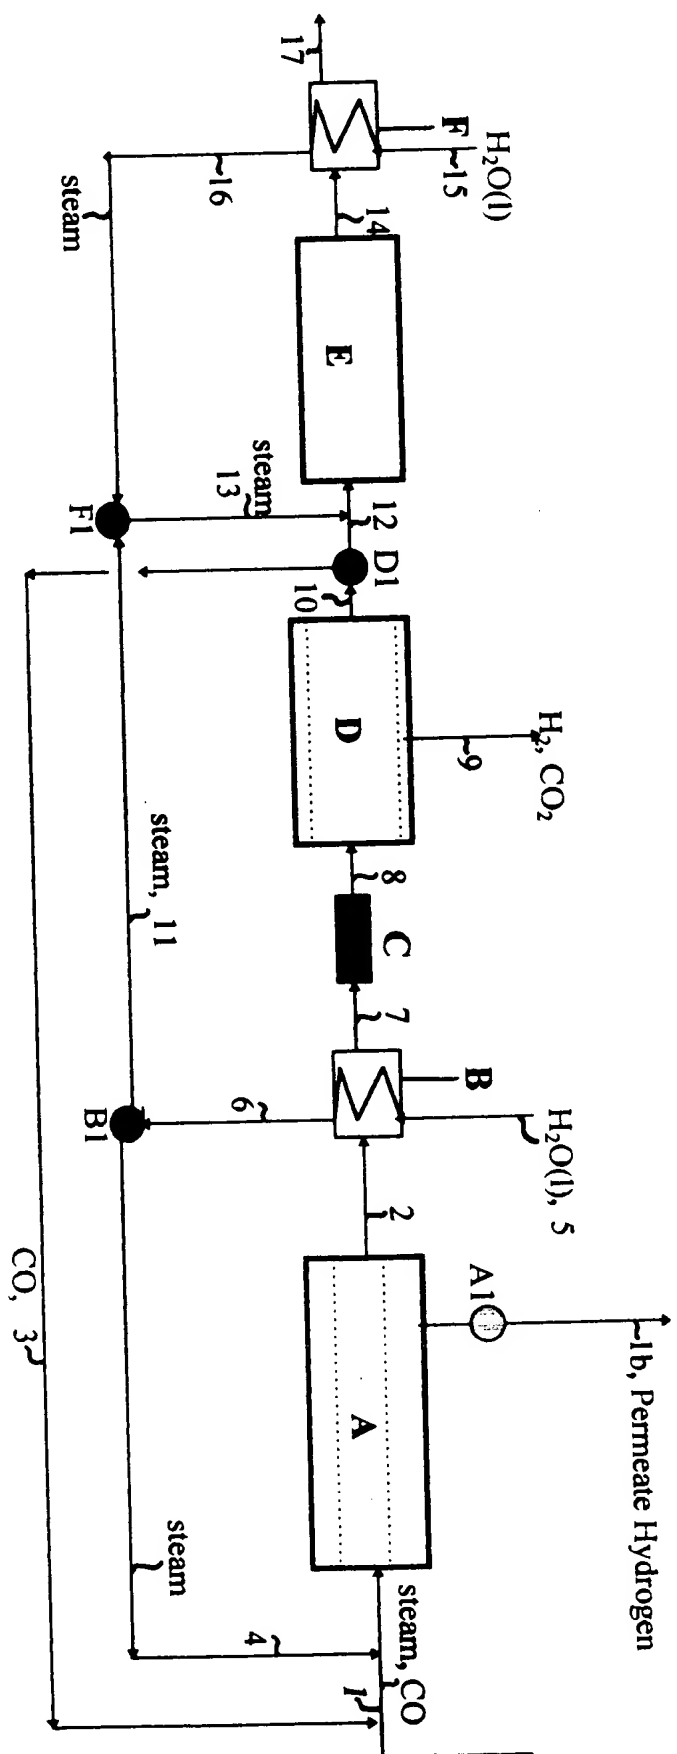 17
F
H₂O(l)
15
16
steam
14
E
steam
13
12
F1
D1
10
D
H₂, CO₂
9
8
steam, 11
C
7
B
6
H₂O(l), 5
B1
2
A1
1b, Permeate Hydrogen
A
CO, 3
steam
4
steam, CO
1